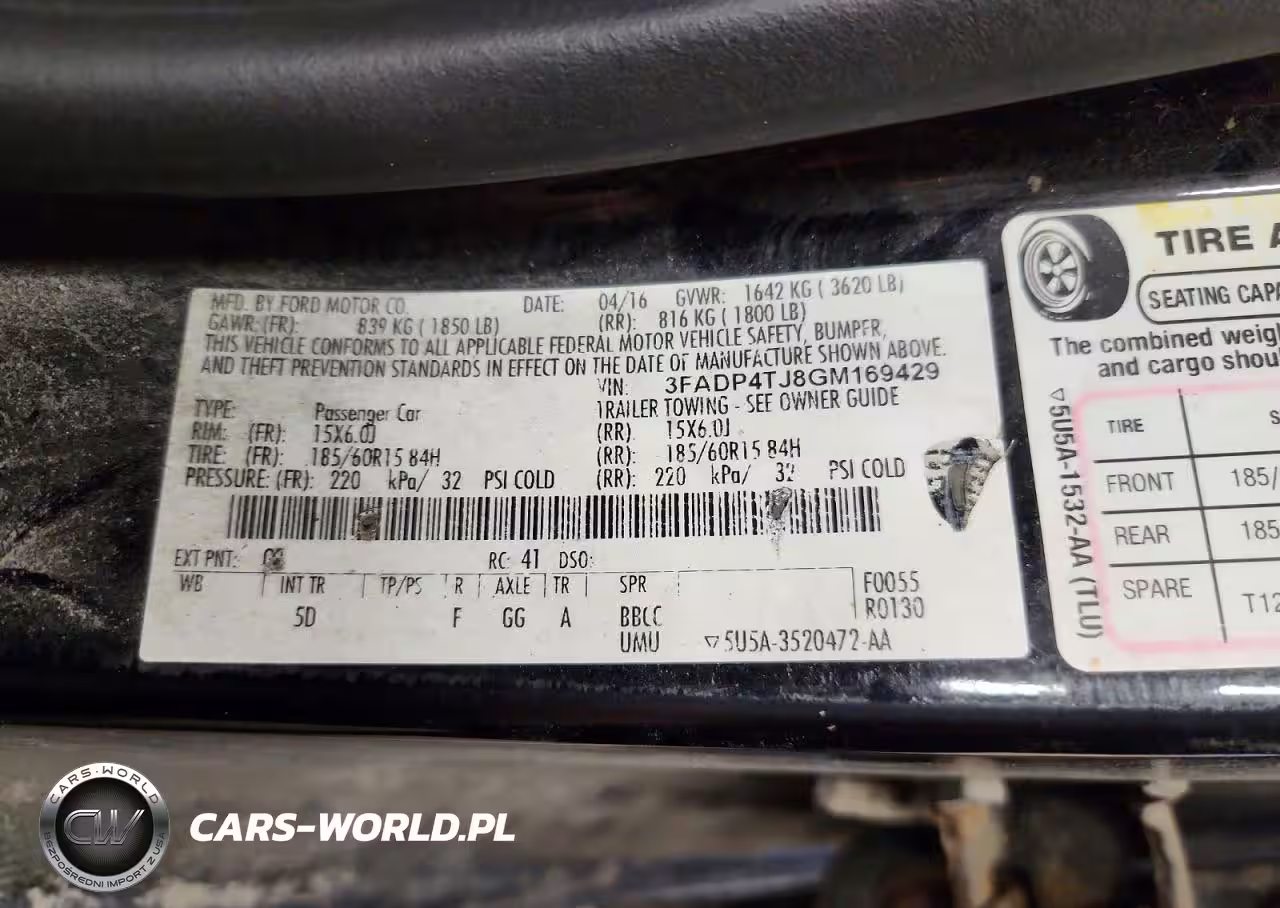 MFD. BY FORD MOTOR CO. DATE: 04/16 GVWR: 1642 KG ( 3620 LB)
GAWR: (FR): 839 KG ( 1850 LB) (RR): 816 KG ( 1800 LB)
THIS VEHICLE CONFORMS TO ALL APPLICABLE FEDERAL MOTOR VEHICLE SAFETY, BUMPER,
AND THEFT PREVENTION STANDARDS IN EFFECT ON THE DATE OF MANUFACTURE SHOWN ABOVE.
VIN: 3FADP4TJ8GM169429
TYPE: Passenger Car TRAILER TOWING - SEE OWNER GUIDE
RIM: (FR): 15X6.0J (RR) 15X6.0J
TIRE: (FR): 185/60R15 84H (RR): 185/60R15 84H
PRESSURE: (FR): 220 kPa/ 32 PSI COLD (RR): 220 kPa/ 32 PSI COLD
EXT PNT: RC: 41 DSO:
WB INT TR TP/PS R AXLE TR SPR F0055
5D F GG A BBCC R0130
UMU ▽5U5A-3520472-AA
TIRE A
SEATING CAPA
The combined weig
and cargo shou
▽5U5A-1532-AA (TLU)
TIRE S
FRONT 185/
REAR 185
SPARE T12
CARS-WORLD
CW
BEZPOŚREDNI IMPORT Z USA
CARS-WORLD.PL